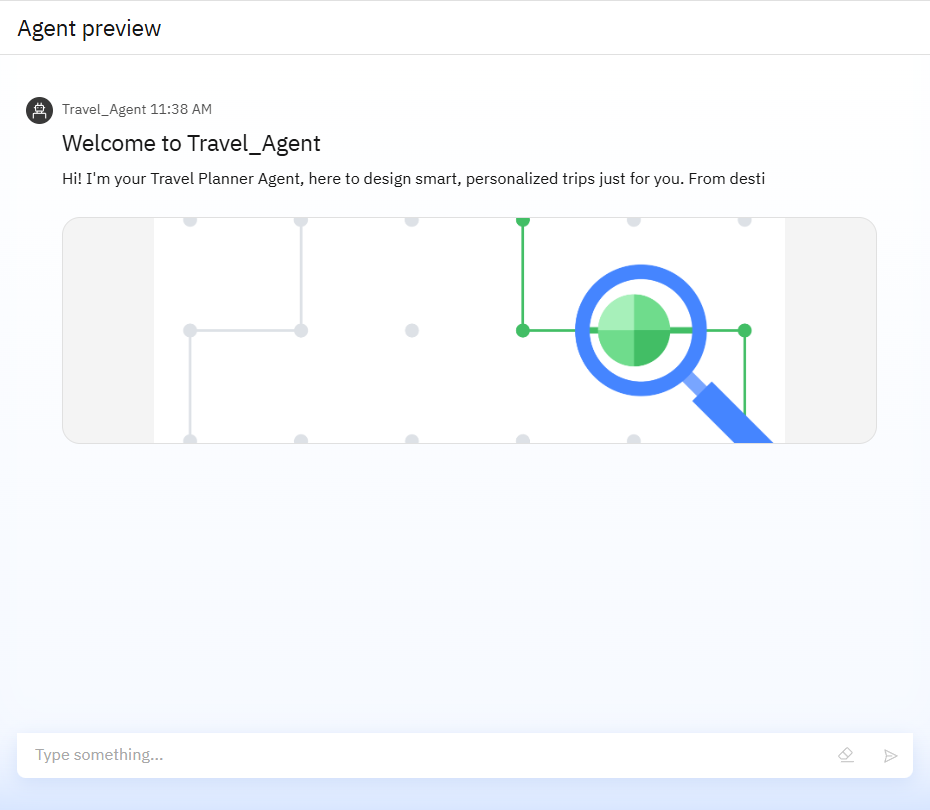 Agent preview
Travel_Agent 11:38 AM
Welcome to Travel_Agent
Hi! I'm your Travel Planner Agent, here to design smart, personalized trips just for you. From desti
Type something...